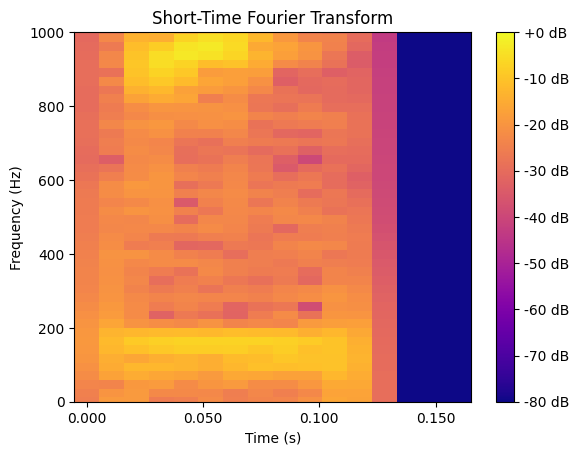 Short-Time Fourier Transform
1000
800
600
400
200
0
Frequency (Hz)
0.000
0.050
0.100
0.150
Time (s)
+0 dB
-10 dB
-20 dB
-30 dB
-40 dB
-50 dB
-60 dB
-70 dB
-80 dB